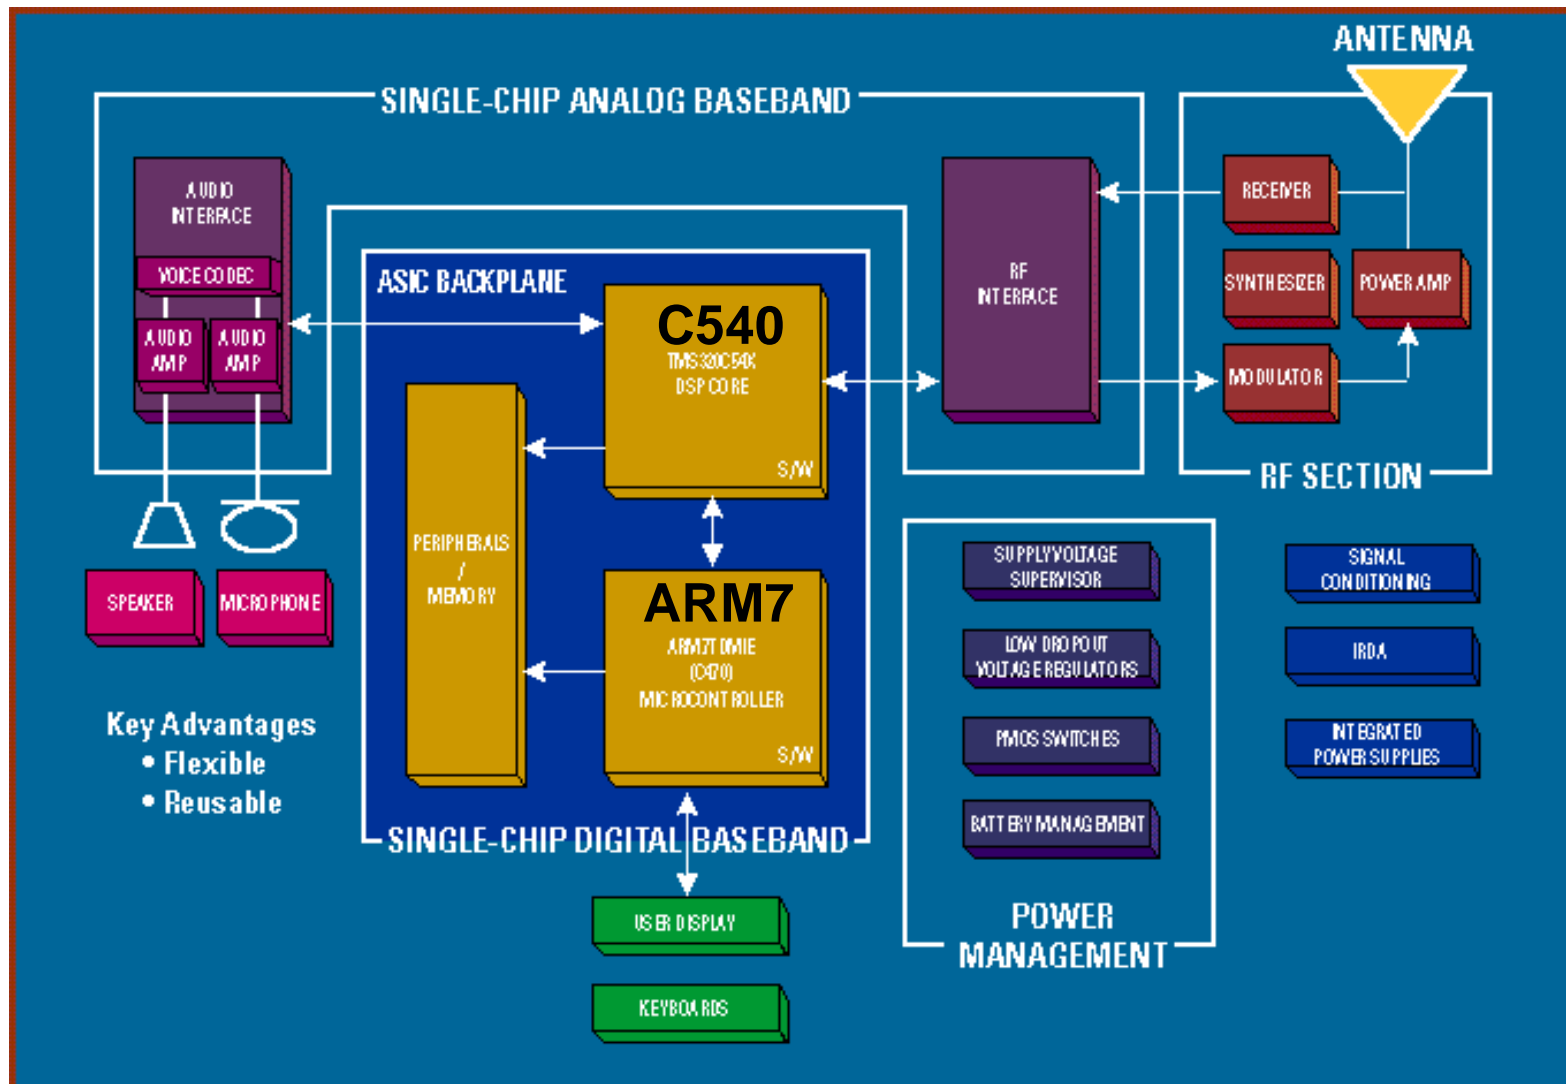 ANTENNA
SINGLE-CHIP ANALOG BASEBAND
AUDIO
INTERFACE
VOICE CODEC
AUDIO
AMP
AUDIO
AMP
SPEAKER
MICROPHONE
Key Advantages
• Flexible
• Reusable
ASIC BACKPLANE
C540
TMS320C54X
DSP CORE
S/W
PERIPHERALS
/
MEMORY
ARM7
ARM7TDMIE
(C470)
MICROCONTROLLER
S/W
SINGLE-CHIP DIGITAL BASEBAND
USER DISPLAY
KEYBOARDS
RF
INTERFACE
RECEIVER
SYNTHESIZER
POWER AMP
MODULATOR
RF SECTION
SUPPLY VOLTAGE
SUPERVISOR
LOW DROPOUT
VOLTAGE REGULATORS
PMOS SWITCHES
BATTERY MANAGEMENT
POWER
MANAGEMENT
SIGNAL
CONDITIONING
IRDA
INTEGRATED
POWER SUPPLIES